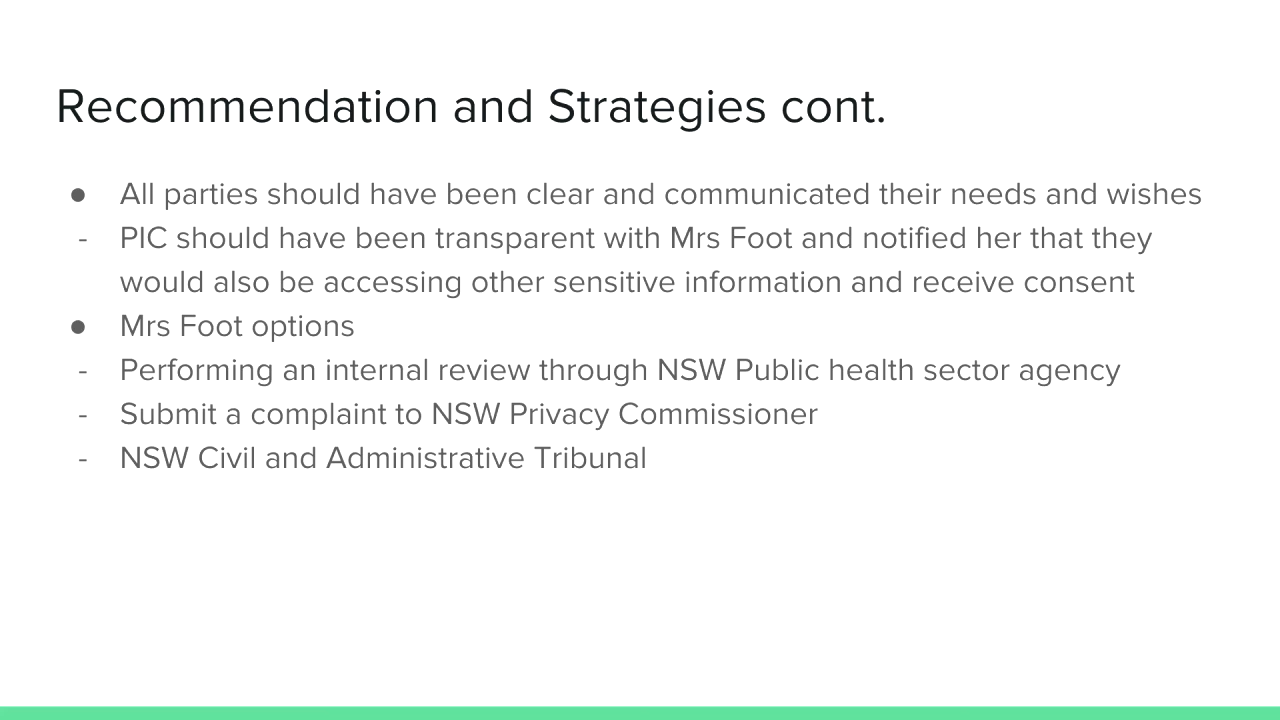 Recommendation and Strategies cont.
● All parties should have been clear and communicated their needs and wishes
- PIC should have been transparent with Mrs Foot and notified her that they
would also be accessing other sensitive information and receive consent
● Mrs Foot options
- Performing an internal review through NSW Public health sector agency
- Submit a complaint to NSW Privacy Commissioner
- NSW Civil and Administrative Tribunal